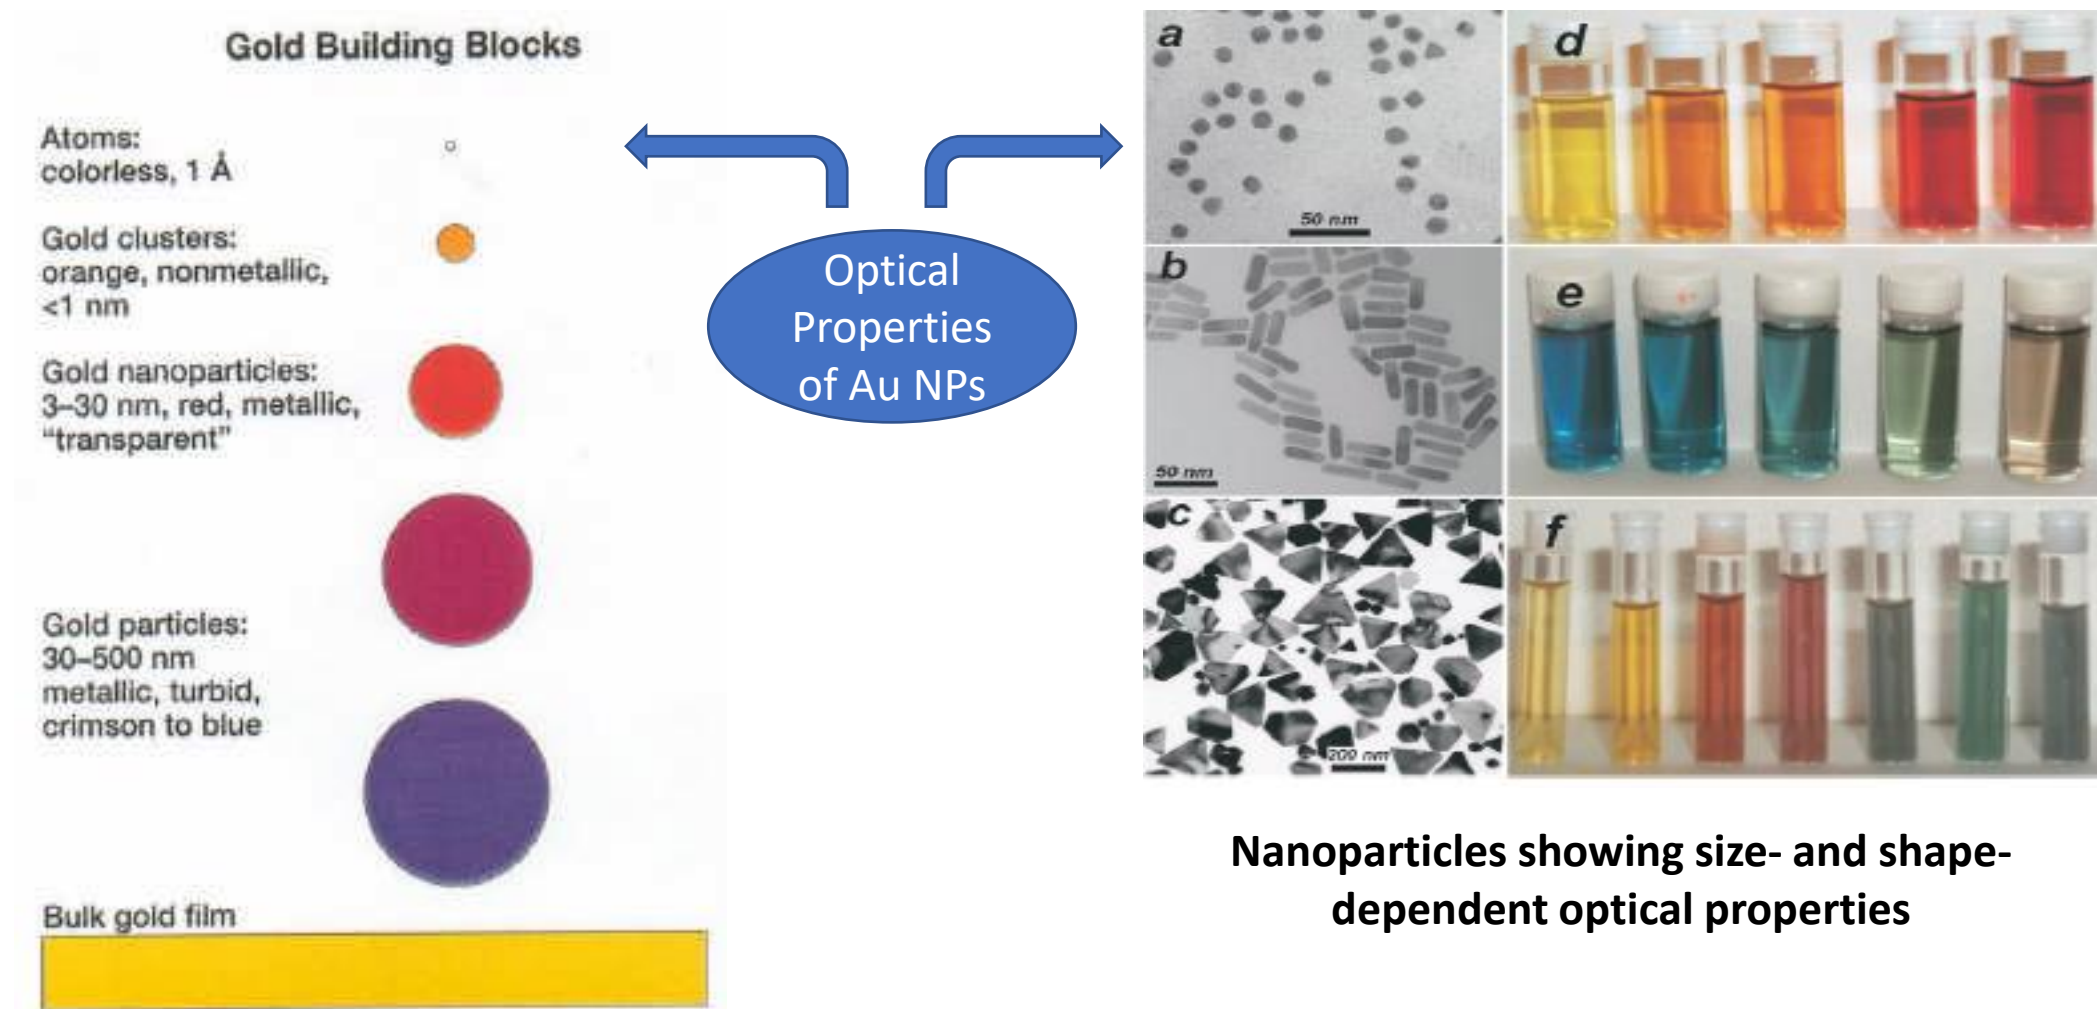 Gold Building Blocks
Atoms:
colorless, 1 Å
Gold clusters:
orange, nonmetallic,
<1 nm
Gold nanoparticles:
3–30 nm, red, metallic,
“transparent”
Gold particles:
30–500 nm
metallic, turbid,
crimson to blue
Bulk gold film
Optical
Properties
of Au NPs
a
50 nm
b
50 nm
c
200 nm
d
e
f
Nanoparticles showing size- and shape-
dependent optical properties